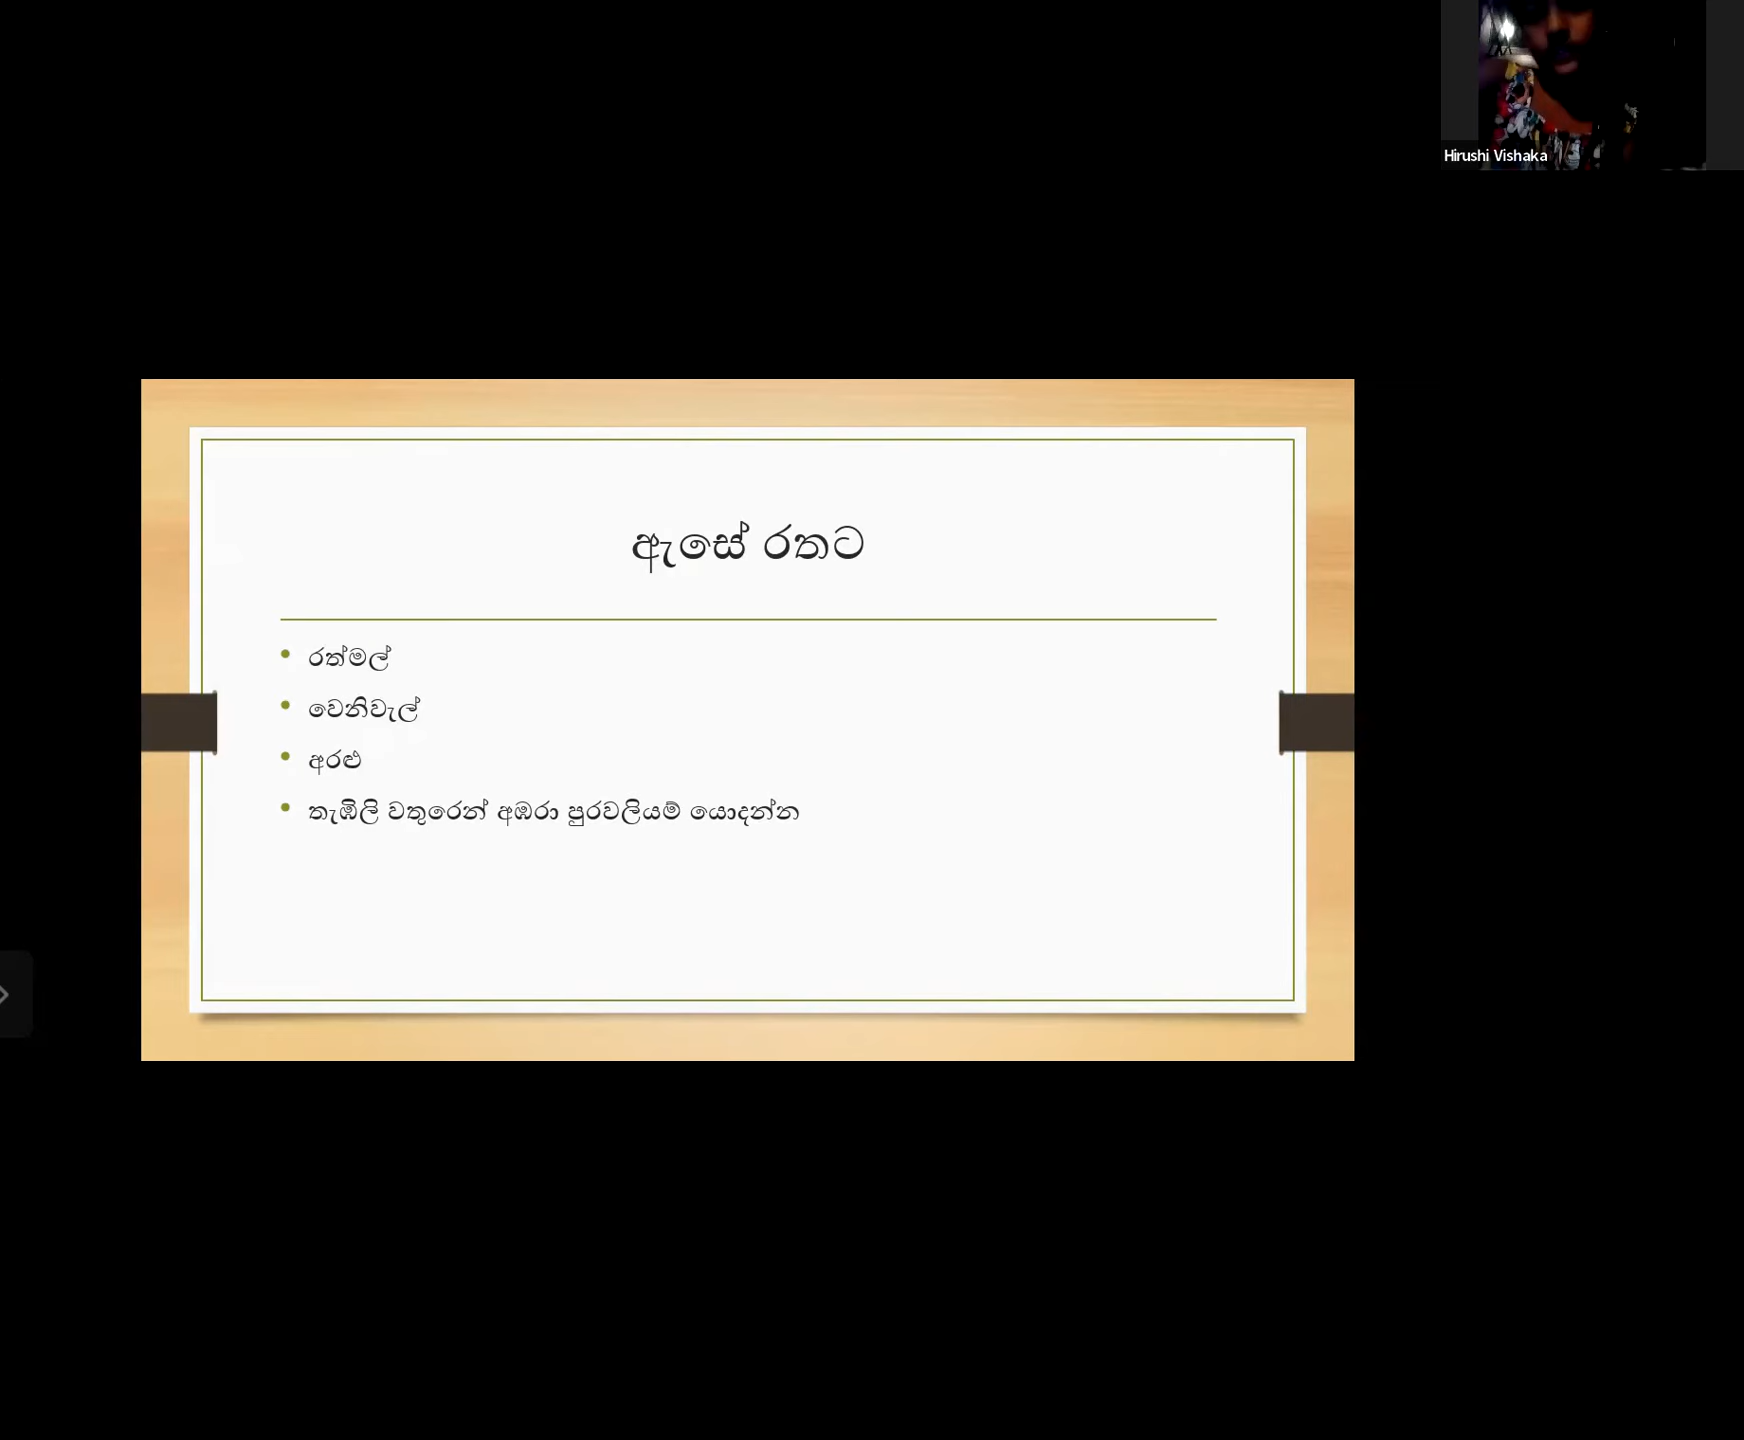 Hirushi Vishaka
ඇසේ රතට
• රත්මල්
• වෙනිවැල්
• අරළු
• තැඹිලි වතුරෙන් අඹරා පුරවලියම් යොදන්න